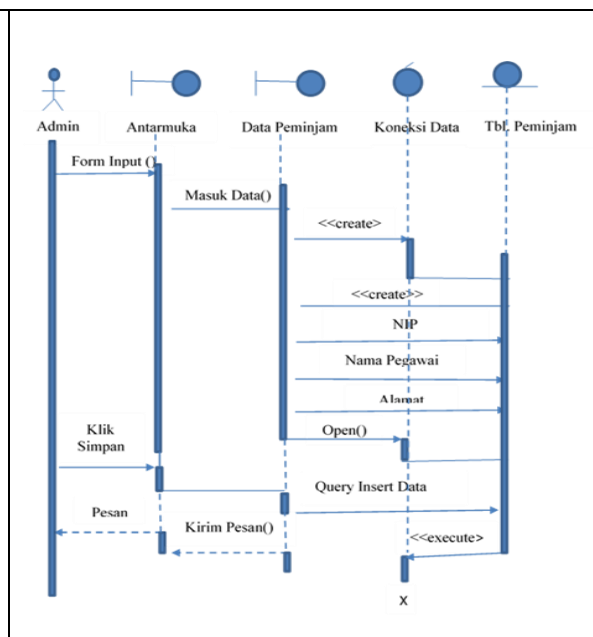 Admin
Antarmuka
Data Peminjam
Koneksi Data
Tbl. Peminjam
Form Input ()
Masuk Data()
<<create>
<<create>>
NIP
Nama Pegawai
Alamat
Open()
Klik
Simpan
Query Insert Data
Pesan
Kirim Pesan()
<<execute>
X